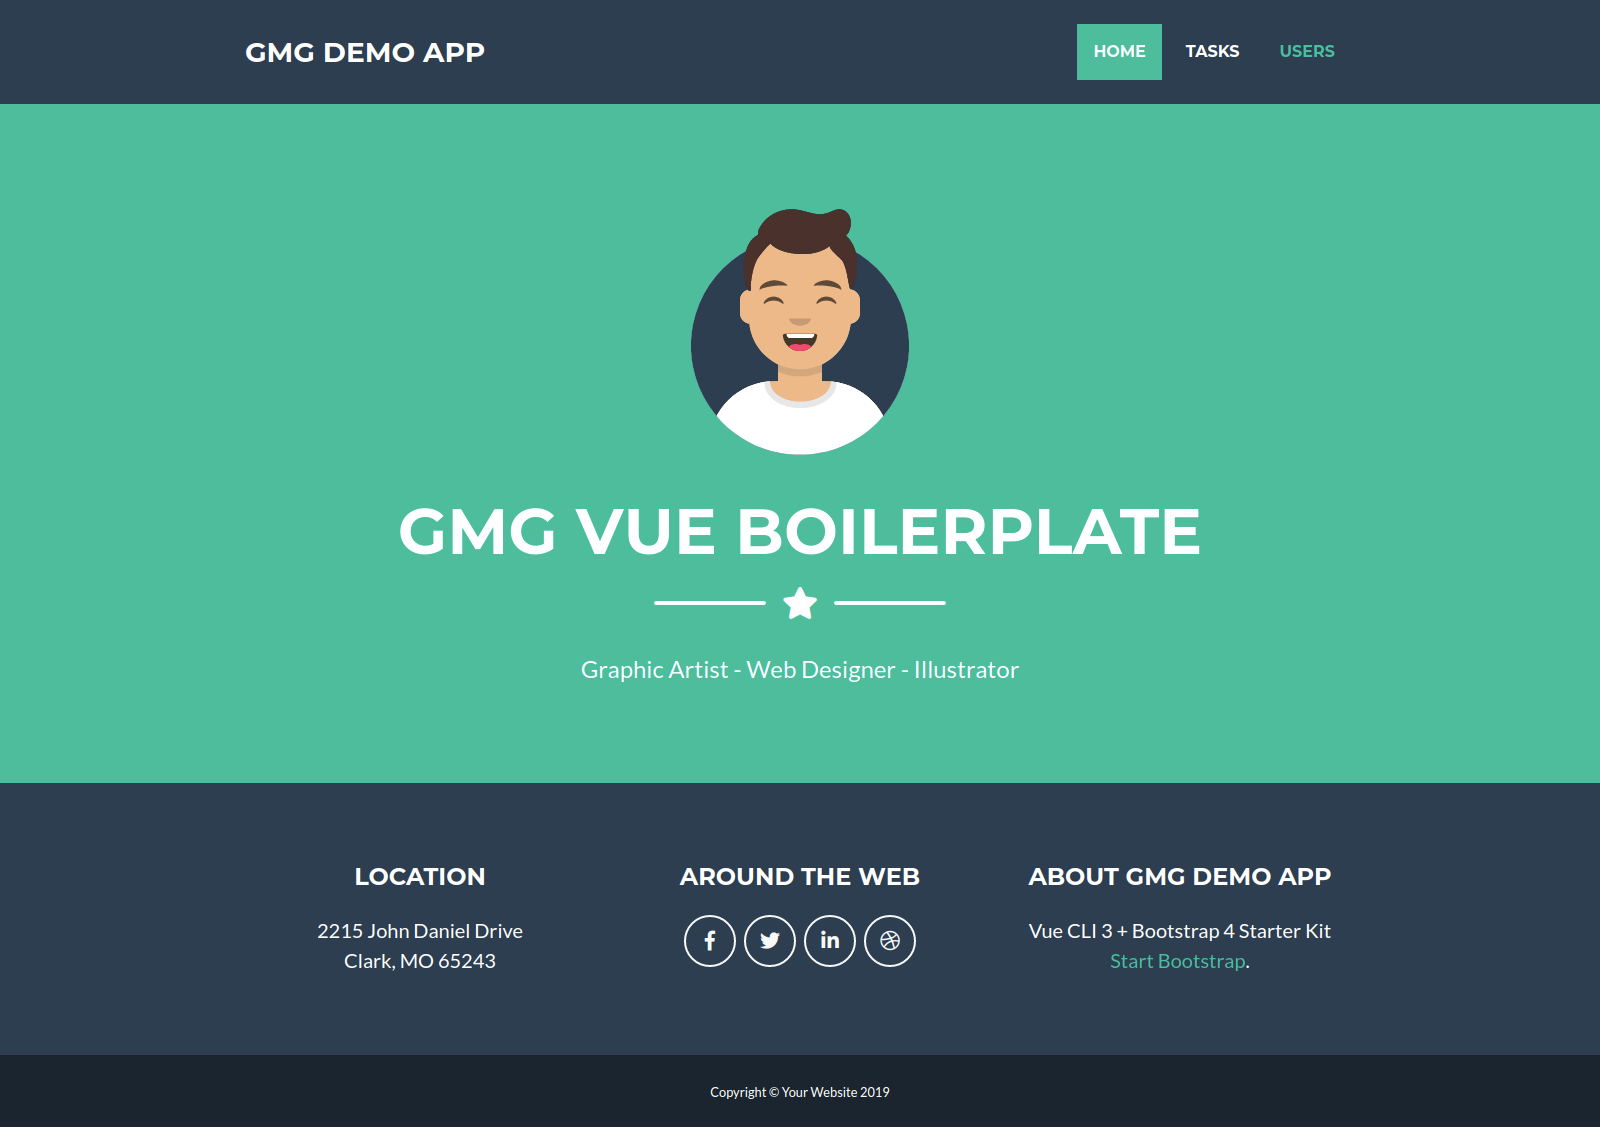 GMG DEMO APP
HOME TASKS USERS
GMG VUE BOILERPLATE
Graphic Artist - Web Designer - Illustrator
LOCATION
2215 John Daniel Drive
Clark, MO 65243
AROUND THE WEB
ABOUT GMG DEMO APP
Vue CLI 3 + Bootstrap 4 Starter Kit
Start Bootstrap.
Copyright © Your Website 2019